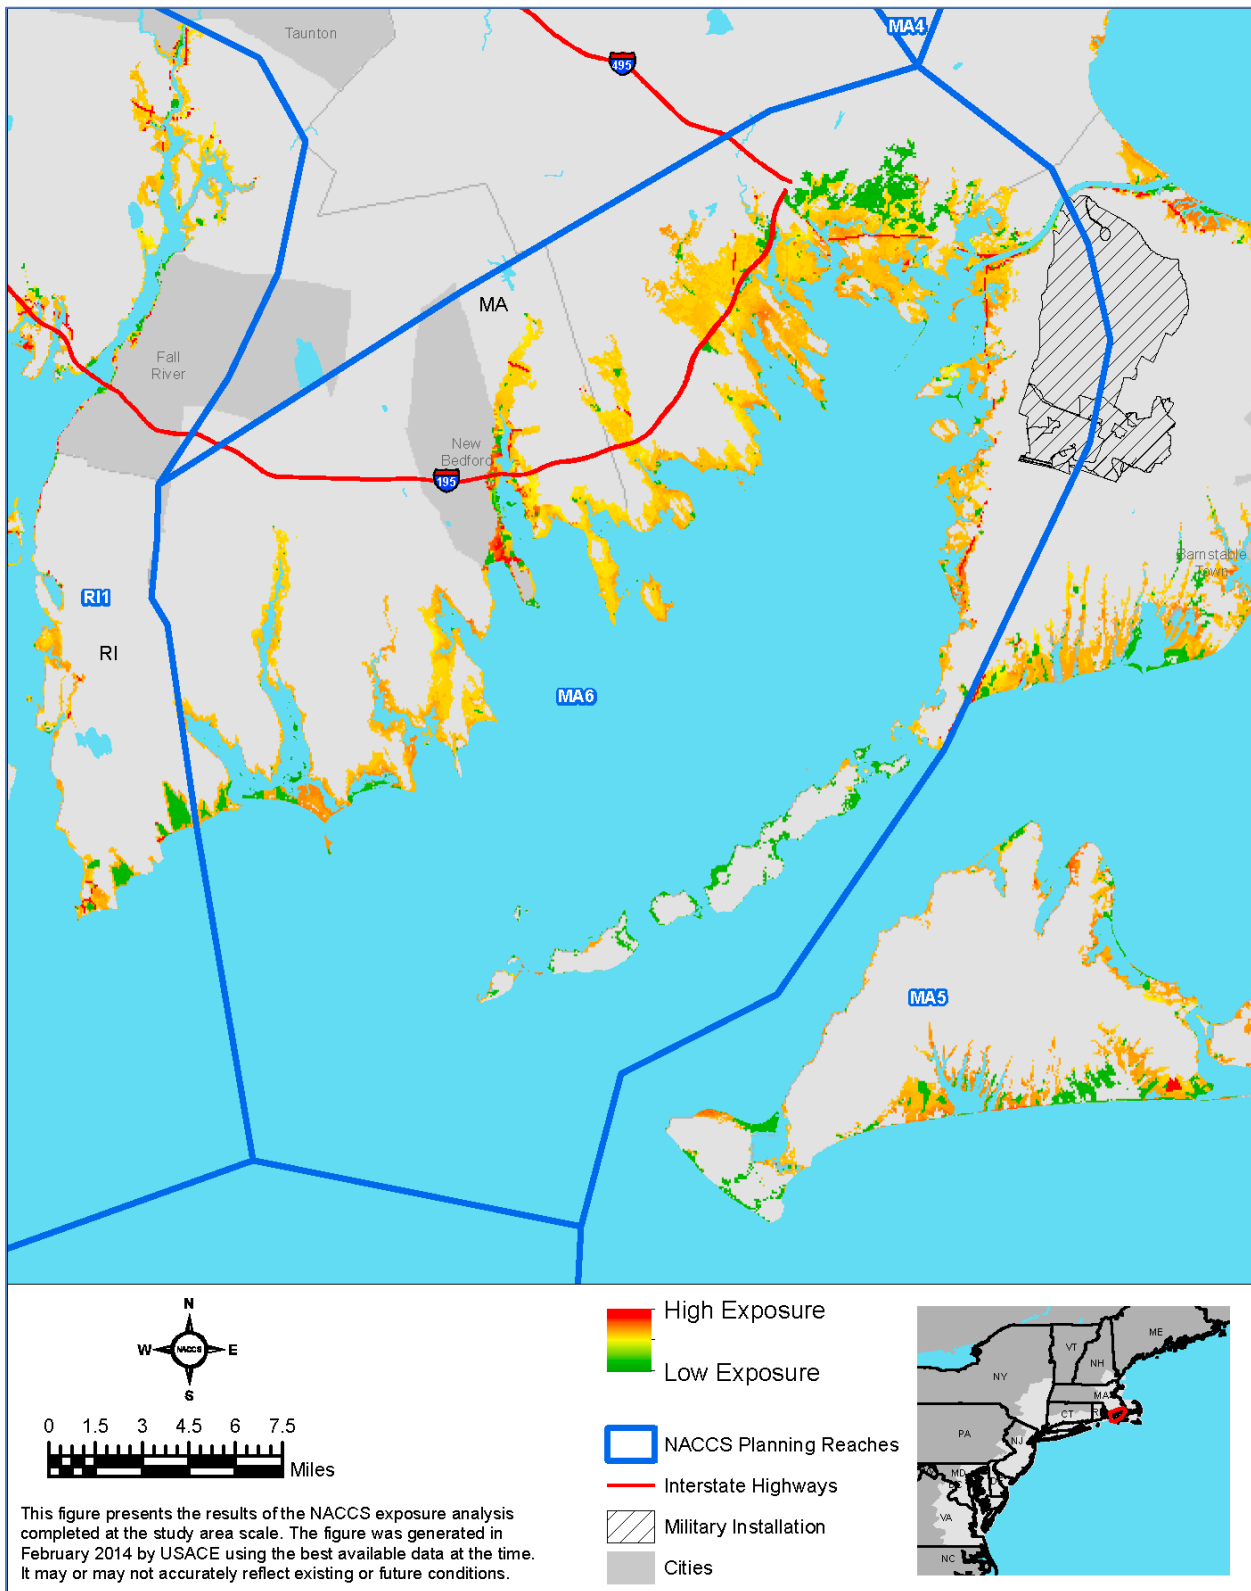 Taunton
MA4
495
MA
Fall
River
New
Bedford
195
Barnstable
Town
RI1
RI
MA6
MA5
N
W NACCS E
S
0 1.5 3 4.5 6 7.5
Miles
High Exposure
Low Exposure
NACCS Planning Reaches
Interstate Highways
Military Installation
Cities
This figure presents the results of the NACCS exposure analysis
completed at the study area scale. The figure was generated in
February 2014 by USACE using the best available data at the time.
It may or may not accurately reflect existing or future conditions.
ME
VT
NH
NY
MA
CT
PA
NJ
MD
VA
NC